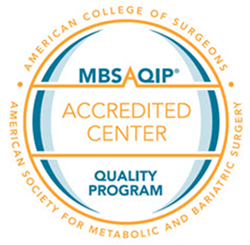 AMERICAN COLLEGE OF SURGEONS
MBSAQIP®
ACCREDITED
CENTER
QUALITY
PROGRAM
AMERICAN SOCIETY FOR METABOLIC AND BARIATRIC SURGERY